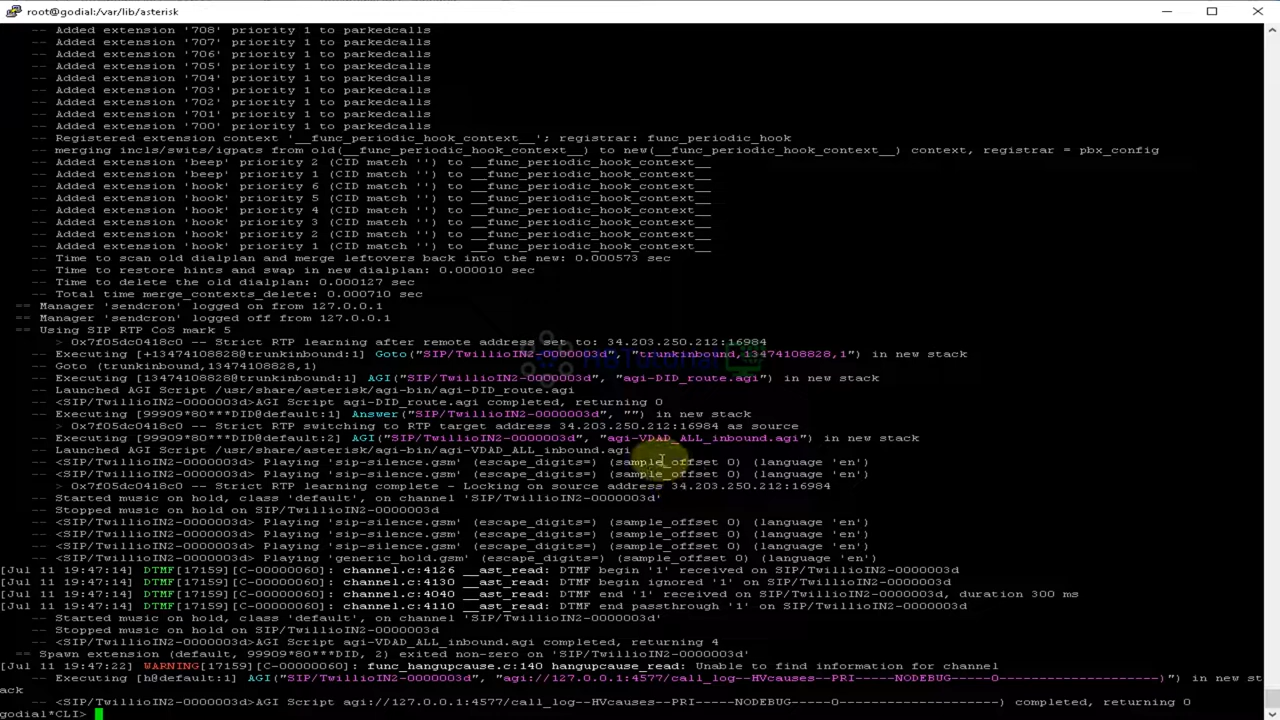 root@godial:/var/lib/asterisk
-- Added extension '708' priority 1 to parkedcalls
-- Added extension '707' priority 1 to parkedcalls
-- Added extension '706' priority 1 to parkedcalls
-- Added extension '705' priority 1 to parkedcalls
-- Added extension '704' priority 1 to parkedcalls
-- Added extension '703' priority 1 to parkedcalls
-- Added extension '702' priority 1 to parkedcalls
-- Added extension '701' priority 1 to parkedcalls
-- Added extension '700' priority 1 to parkedcalls
-- Registered extension context '__func_periodic_hook_context__'; registrar: func_periodic_hook
-- merging incls/swits/igpats from old(__func_periodic_hook_context__) to new(__func_periodic_hook_context__) context, registrar = pbx_config
-- Added extension 'beep' priority 2 (CID match '') to __func_periodic_hook_context__
-- Added extension 'beep' priority 1 (CID match '') to __func_periodic_hook_context__
-- Added extension 'hook' priority 6 (CID match '') to __func_periodic_hook_context__
-- Added extension 'hook' priority 5 (CID match '') to __func_periodic_hook_context__
-- Added extension 'hook' priority 4 (CID match '') to __func_periodic_hook_context__
-- Added extension 'hook' priority 3 (CID match '') to __func_periodic_hook_context__
-- Added extension 'hook' priority 2 (CID match '') to __func_periodic_hook_context__
-- Added extension 'hook' priority 1 (CID match '') to __func_periodic_hook_context__
-- Time to scan old dialplan and merge leftovers back into the new: 0.000573 sec
-- Time to restore hints and swap in new dialplan: 0.000010 sec
-- Time to delete the old dialplan: 0.000127 sec
-- Total time merge_contexts_delete: 0.000710 sec
== Manager 'sendcron' logged on from 127.0.0.1
== Manager 'sendcron' logged off from 127.0.0.1
== Using SIP RTP CoS mark 5
> 0x7f05dc0418c0 -- Strict RTP learning after remote address set to: 34.203.250.212:16984
-- Executing [+13474108828@trunkinbound:1] Goto("SIP/TwillioIN2-0000003d", "trunkinbound,13474108828,1") in new stack
-- Goto (trunkinbound,13474108828,1)
-- Executing [13474108828@trunkinbound:1] AGI("SIP/TwillioIN2-0000003d", "agi-DID_route.agi") in new stack
-- Launched AGI Script /usr/share/asterisk/agi-bin/agi-DID_route.agi
-- <SIP/TwillioIN2-0000003d>AGI Script agi-DID_route.agi completed, returning 0
-- Executing [99909*80***DID@default:1] Answer("SIP/TwillioIN2-0000003d", "") in new stack
> 0x7f05dc0418c0 -- Strict RTP switching to RTP target address 34.203.250.212:16984 as source
-- Executing [99909*80***DID@default:2] AGI("SIP/TwillioIN2-0000003d", "agi-VDAD_ALL_inbound.agi") in new stack
-- Launched AGI Script /usr/share/asterisk/agi-bin/agi-VDAD_ALL_inbound.agi
-- <SIP/TwillioIN2-0000003d> Playing 'sip-silence.gsm' (escape_digits=) (sample_offset 0) (language 'en')
-- <SIP/TwillioIN2-0000003d> Playing 'sip-silence.gsm' (escape_digits=) (sample_offset 0) (language 'en')
> 0x7f05dc0418c0 -- Strict RTP learning complete - Locking on source address 34.203.250.212:16984
-- Started music on hold, class 'default', on channel 'SIP/TwillioIN2-0000003d'
-- Stopped music on hold on SIP/TwillioIN2-0000003d
-- <SIP/TwillioIN2-0000003d> Playing 'sip-silence.gsm' (escape_digits=) (sample_offset 0) (language 'en')
-- <SIP/TwillioIN2-0000003d> Playing 'sip-silence.gsm' (escape_digits=) (sample_offset 0) (language 'en')
-- <SIP/TwillioIN2-0000003d> Playing 'sip-silence.gsm' (escape_digits=) (sample_offset 0) (language 'en')
-- <SIP/TwillioIN2-0000003d> Playing 'generic_hold.gsm' (escape_digits=) (sample_offset 0) (language 'en')
[Jul 11 19:47:14] DTMF[17159][C-00000060]: channel.c:4126 __ast_read: DTMF begin '1' received on SIP/TwillioIN2-0000003d
[Jul 11 19:47:14] DTMF[17159][C-00000060]: channel.c:4130 __ast_read: DTMF begin ignored '1' on SIP/TwillioIN2-0000003d
[Jul 11 19:47:14] DTMF[17159][C-00000060]: channel.c:4040 __ast_read: DTMF end '1' received on SIP/TwillioIN2-0000003d, duration 300 ms
[Jul 11 19:47:14] DTMF[17159][C-00000060]: channel.c:4110 __ast_read: DTMF end passthrough '1' on SIP/TwillioIN2-0000003d
-- Started music on hold, class 'default', on channel 'SIP/TwillioIN2-0000003d'
-- Stopped music on hold on SIP/TwillioIN2-0000003d
-- <SIP/TwillioIN2-0000003d>AGI Script agi-VDAD_ALL_inbound.agi completed, returning 4
== Spawn extension (default, 99909*80***DID, 2) exited non-zero on 'SIP/TwillioIN2-0000003d'
[Jul 11 19:47:22] WARNING[17159][C-00000060]: func_hangupcause.c:140 hangupcause_read: Unable to find information for channel
-- Executing [h@default:1] AGI("SIP/TwillioIN2-0000003d", "agi://127.0.0.1:4577/call_log--HVcauses--PRI-----NODEBUG-----0--------------------)") in new st
ack
-- <SIP/TwillioIN2-0000003d>AGI Script agi://127.0.0.1:4577/call_log--HVcauses--PRI-----NODEBUG-----0--------------------) completed, returning 0
godial*CLI>